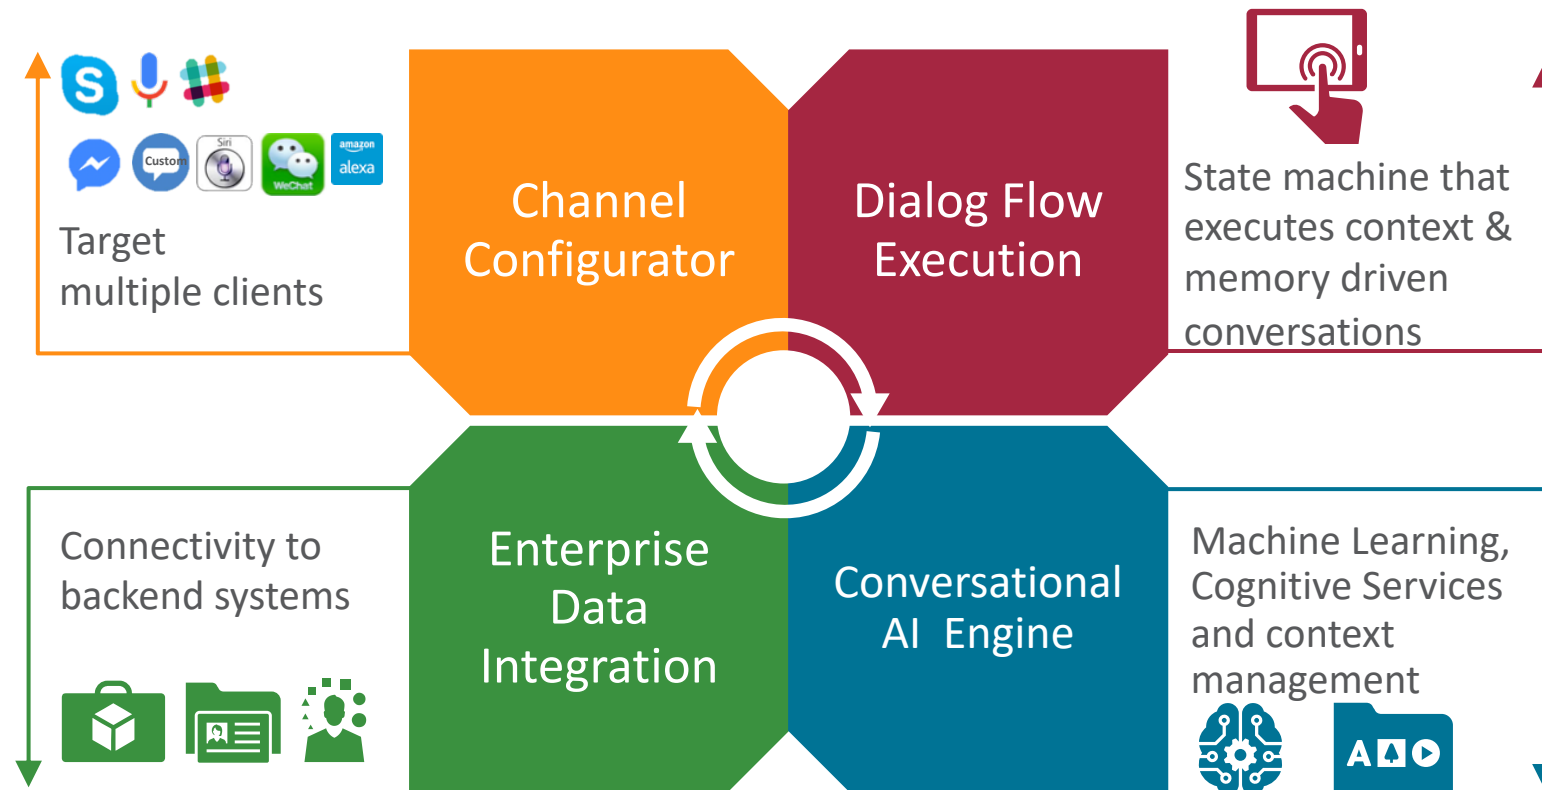 Custom
Siri
WeChat
amazon
alexa
Target
multiple clients
Channel
Configurator
Dialog Flow
Execution
State machine that
executes context &
memory driven
conversations
Connectivity to
backend systems
Enterprise
Data
Integration
Conversational
AI  Engine
Machine Learning,
Cognitive Services
and context
management
A